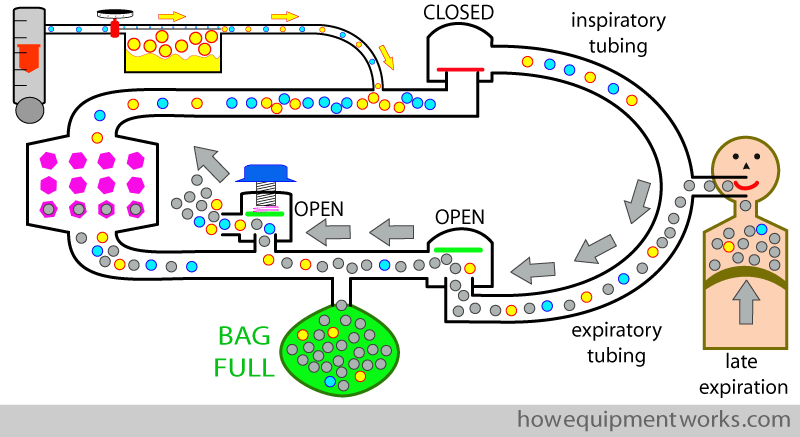 CLOSED
inspiratory
tubing
OPEN
OPEN
BAG
FULL
expiratory
tubing
late
expiration
howequipmentworks.com